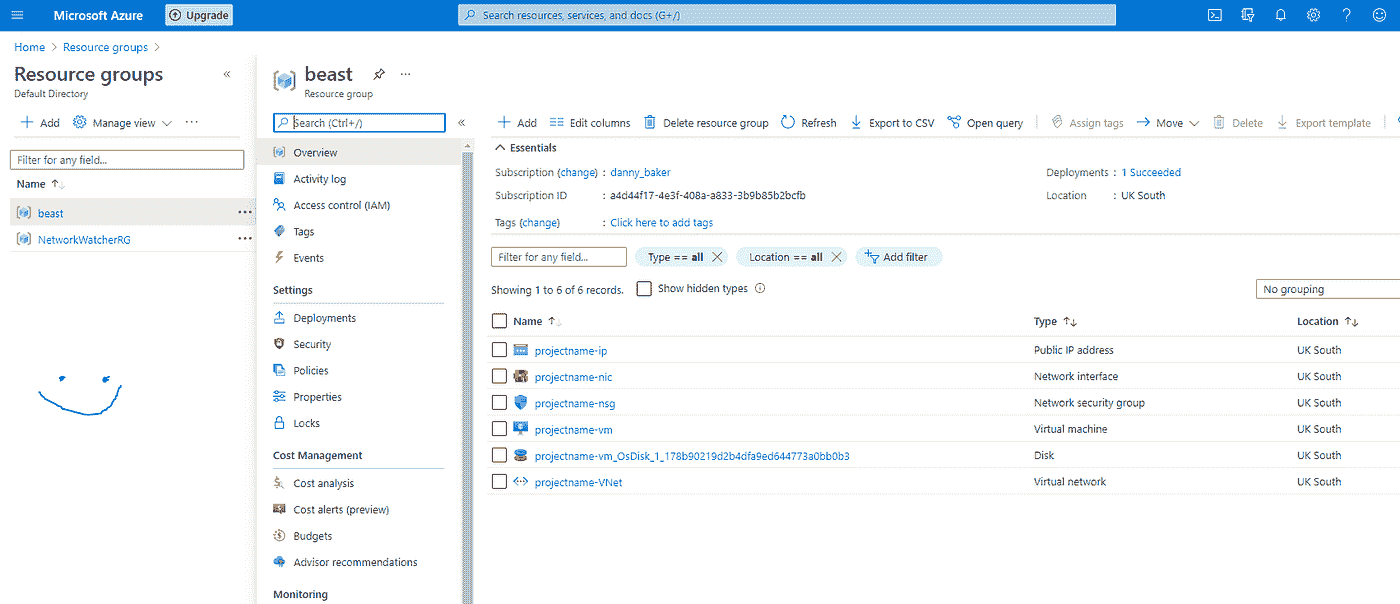 Microsoft Azure
Upgrade
Search resources, services, and docs (G+/)
Home > Resource groups >
Resource groups
Default Directory
Add
Manage view
...
Filter for any field...
Name
beast
NetworkWatcherRG
beast
...
Resource group
Search (Ctrl+/)
Overview
Activity log
Access control (IAM)
Tags
Events
Settings
Deployments
Security
Policies
Properties
Locks
Cost Management
Cost analysis
Cost alerts (preview)
Budgets
Advisor recommendations
Monitoring
Add Edit columns Delete resource group Refresh Export to CSV Open query Assign tags Move Delete Export template
Essentials
Subscription (change) : danny_baker Deployments : 1 Succeeded
Subscription ID : a4d44f17-4e3f-408a-a833-3b9b85b2bcfb Location : UK South
Tags (change) : Click here to add tags
Filter for any field... Type == all Location == all Add filter
Showing 1 to 6 of 6 records. Show hidden types No grouping
Name Type Location
projectname-ip Public IP address UK South
projectname-nic Network interface UK South
projectname-nsg Network security group UK South
projectname-vm Virtual machine UK South
projectname-vm_OsDisk_1_178b90219d2b4dfa9ed644773a0bb0b3 Disk UK South
projectname-VNet Virtual network UK South